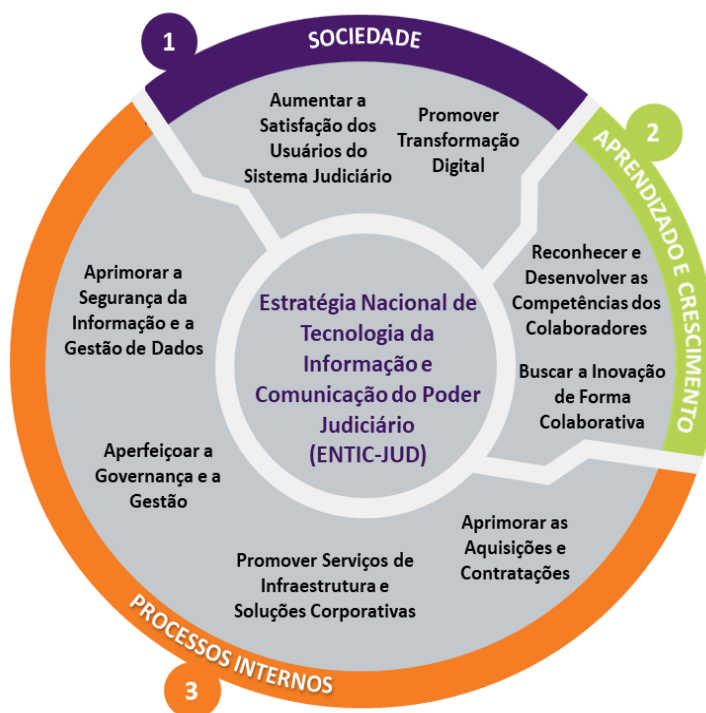 1
SOCIEDADE
Aumentar a
Satisfação dos
Usuários do
Sistema Judiciário
Promover
Transformação
Digital
2
APRENDIZADO E CRESCIMENTO
Reconhecer e
Desenvolver as
Competências dos
Colaboradores
Buscar a Inovação
de Forma
Colaborativa
Estratégia Nacional de
Tecnologia da
Informação e
Comunicação do Poder
Judiciário
(ENTIC-JUD)
Aprimorar a
Segurança da
Informação e a
Gestão de Dados
Aperfeiçoar a
Governança e a
Gestão
Promover Serviços de
Infraestrutura e
Soluções Corporativas
Aprimorar as
Aquisições e
Contratações
PROCESSOS INTERNOS
3